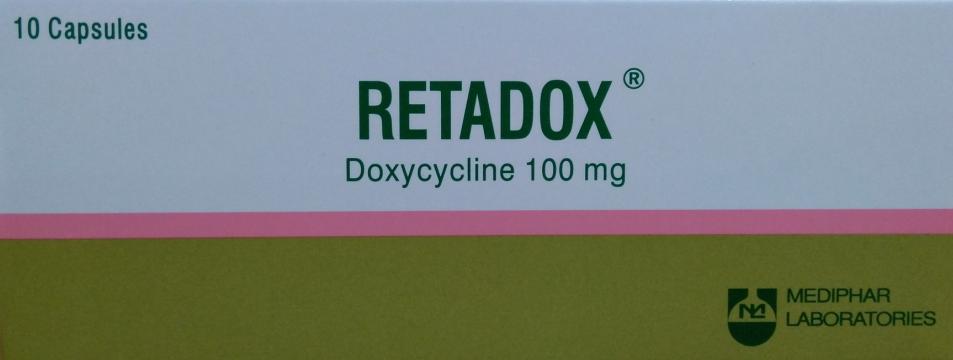 10 Capsules
RETADOX®
Doxycycline 100 mg
MEDIPHAR
LABORATORIES